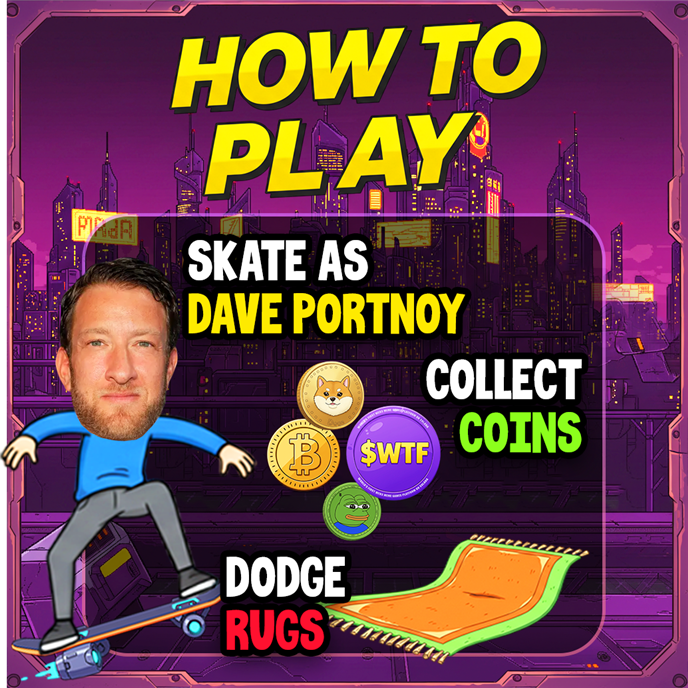 HOW TO
PLAY
SKATE AS
DAVE PORTNOY
COLLECT
COINS
$WTF
DODGE
RUGS